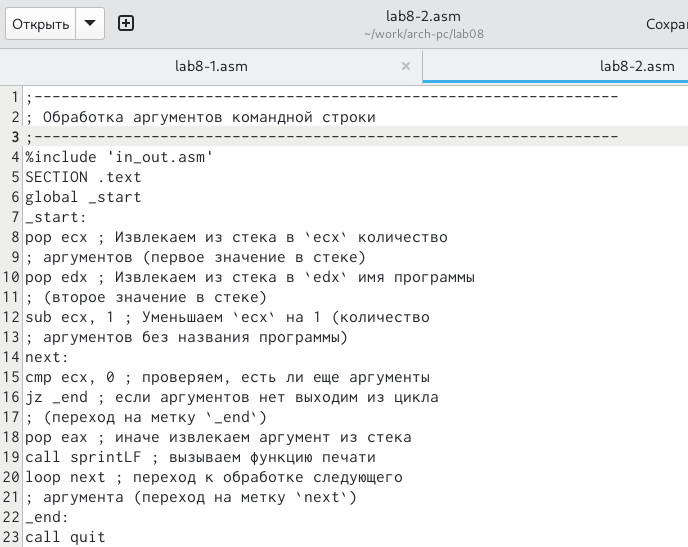 Открыть
lab8-2.asm
~/work/arch-pc/lab08
lab8-1.asm × lab8-2.asm
1 ;-----------------------------------------------------------------
2 ; Обработка аргументов командной строки
3 ;-----------------------------------------------------------------
4 %include 'in_out.asm'
5 SECTION .text
6 global _start
7 _start:
8 pop ecx ; Извлекаем из стека в `ecx` количество
9 ; аргументов (первое значение в стеке)
10 pop edx ; Извлекаем из стека в `edx` имя программы
11 ; (второе значение в стеке)
12 sub ecx, 1 ; Уменьшаем `ecx` на 1 (количество
13 ; аргументов без названия программы)
14 next:
15 cmp ecx, 0 ; проверяем, есть ли еще аргументы
16 jz _end ; если аргументов нет выходим из цикла
17 ; (переход на метку `_end`)
18 pop eax ; иначе извлекаем аргумент из стека
19 call sprintLF ; вызываем функцию печати
20 loop next ; переход к обработке следующего
21 ; аргумента (переход на метку `next`)
22 _end:
23 call quit